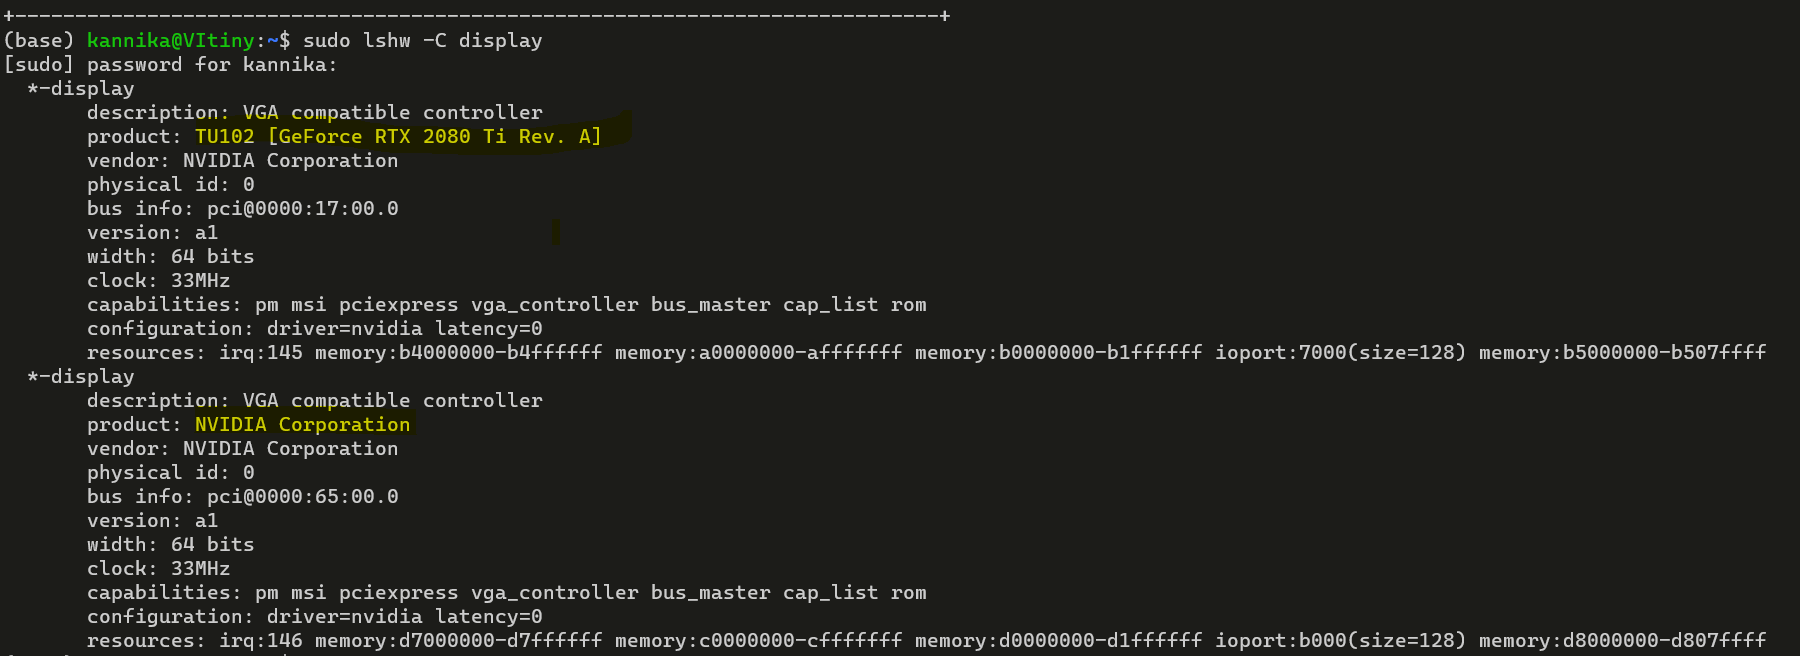 +-----------------------------------------------------------------------------+
(base) kannika@VItiny:~$ sudo lshw -C display
[sudo] password for kannika:
  *-display
       description: VGA compatible controller
       product: TU102 [GeForce RTX 2080 Ti Rev. A]
       vendor: NVIDIA Corporation
       physical id: 0
       bus info: pci@0000:17:00.0
       version: a1
       width: 64 bits
       clock: 33MHz
       capabilities: pm msi pciexpress vga_controller bus_master cap_list rom
       configuration: driver=nvidia latency=0
       resources: irq:145 memory:b4000000-b4ffffff memory:a0000000-afffffff memory:b0000000-b1ffffff ioport:7000(size=128) memory:b5000000-b507ffff
  *-display
       description: VGA compatible controller
       product: NVIDIA Corporation
       vendor: NVIDIA Corporation
       physical id: 0
       bus info: pci@0000:65:00.0
       version: a1
       width: 64 bits
       clock: 33MHz
       capabilities: pm msi pciexpress vga_controller bus_master cap_list rom
       configuration: driver=nvidia latency=0
       resources: irq:146 memory:d7000000-d7ffffff memory:c0000000-cfffffff memory:d0000000-d1ffffff ioport:b000(size=128) memory:d8000000-d807ffff